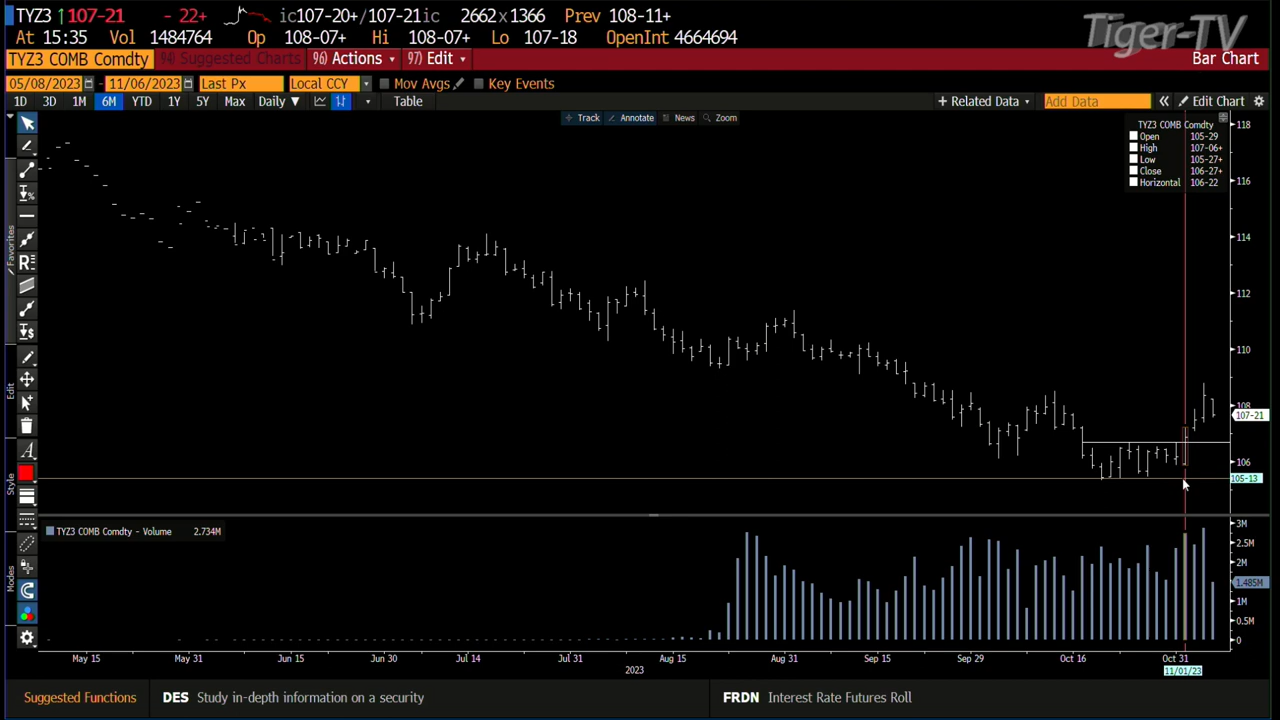 TYZ3 ↑107-21 - 22+ ic107-20+/107-21ic 2662x1366 Prev 108-11+
At 15:35 Vol 1484764 Op 108-07+ Hi 108-07+ Lo 107-18 OpenInt 4664694
Tiger-TV
TYZ3 COMB Comdty 94) Suggested Charts 96) Actions 97) Edit Bar Chart
05/08/2023 - 11/06/2023 Last Px Local CCY Mov Avgs Key Events
1D 3D 1M 6M YTD 1Y 5Y Max Daily ▼ Table + Related Data Add Data « Edit Chart
Track Annotate News Zoom
TYZ3 COMB Comdty
Open 105-29
High 107-06+
Low 105-27+
Close 106-27+
Horizontal 106-22
118
116
114
112
110
108
107-21
106
105-13
Favorites
Edit
Style
Modes
TYZ3 COMB Comdty - Volume 2.734M
3M
2.5M
2M
1.485M
1M
0.5M
0
May 15 May 31 Jun 15 Jun 30 Jul 14 Jul 31 Aug 15 Aug 31 Sep 15 Sep 29 Oct 16 Oct 31
2023
11/01/23
Suggested Functions DES Study in-depth information on a security FRDN Interest Rate Futures Roll